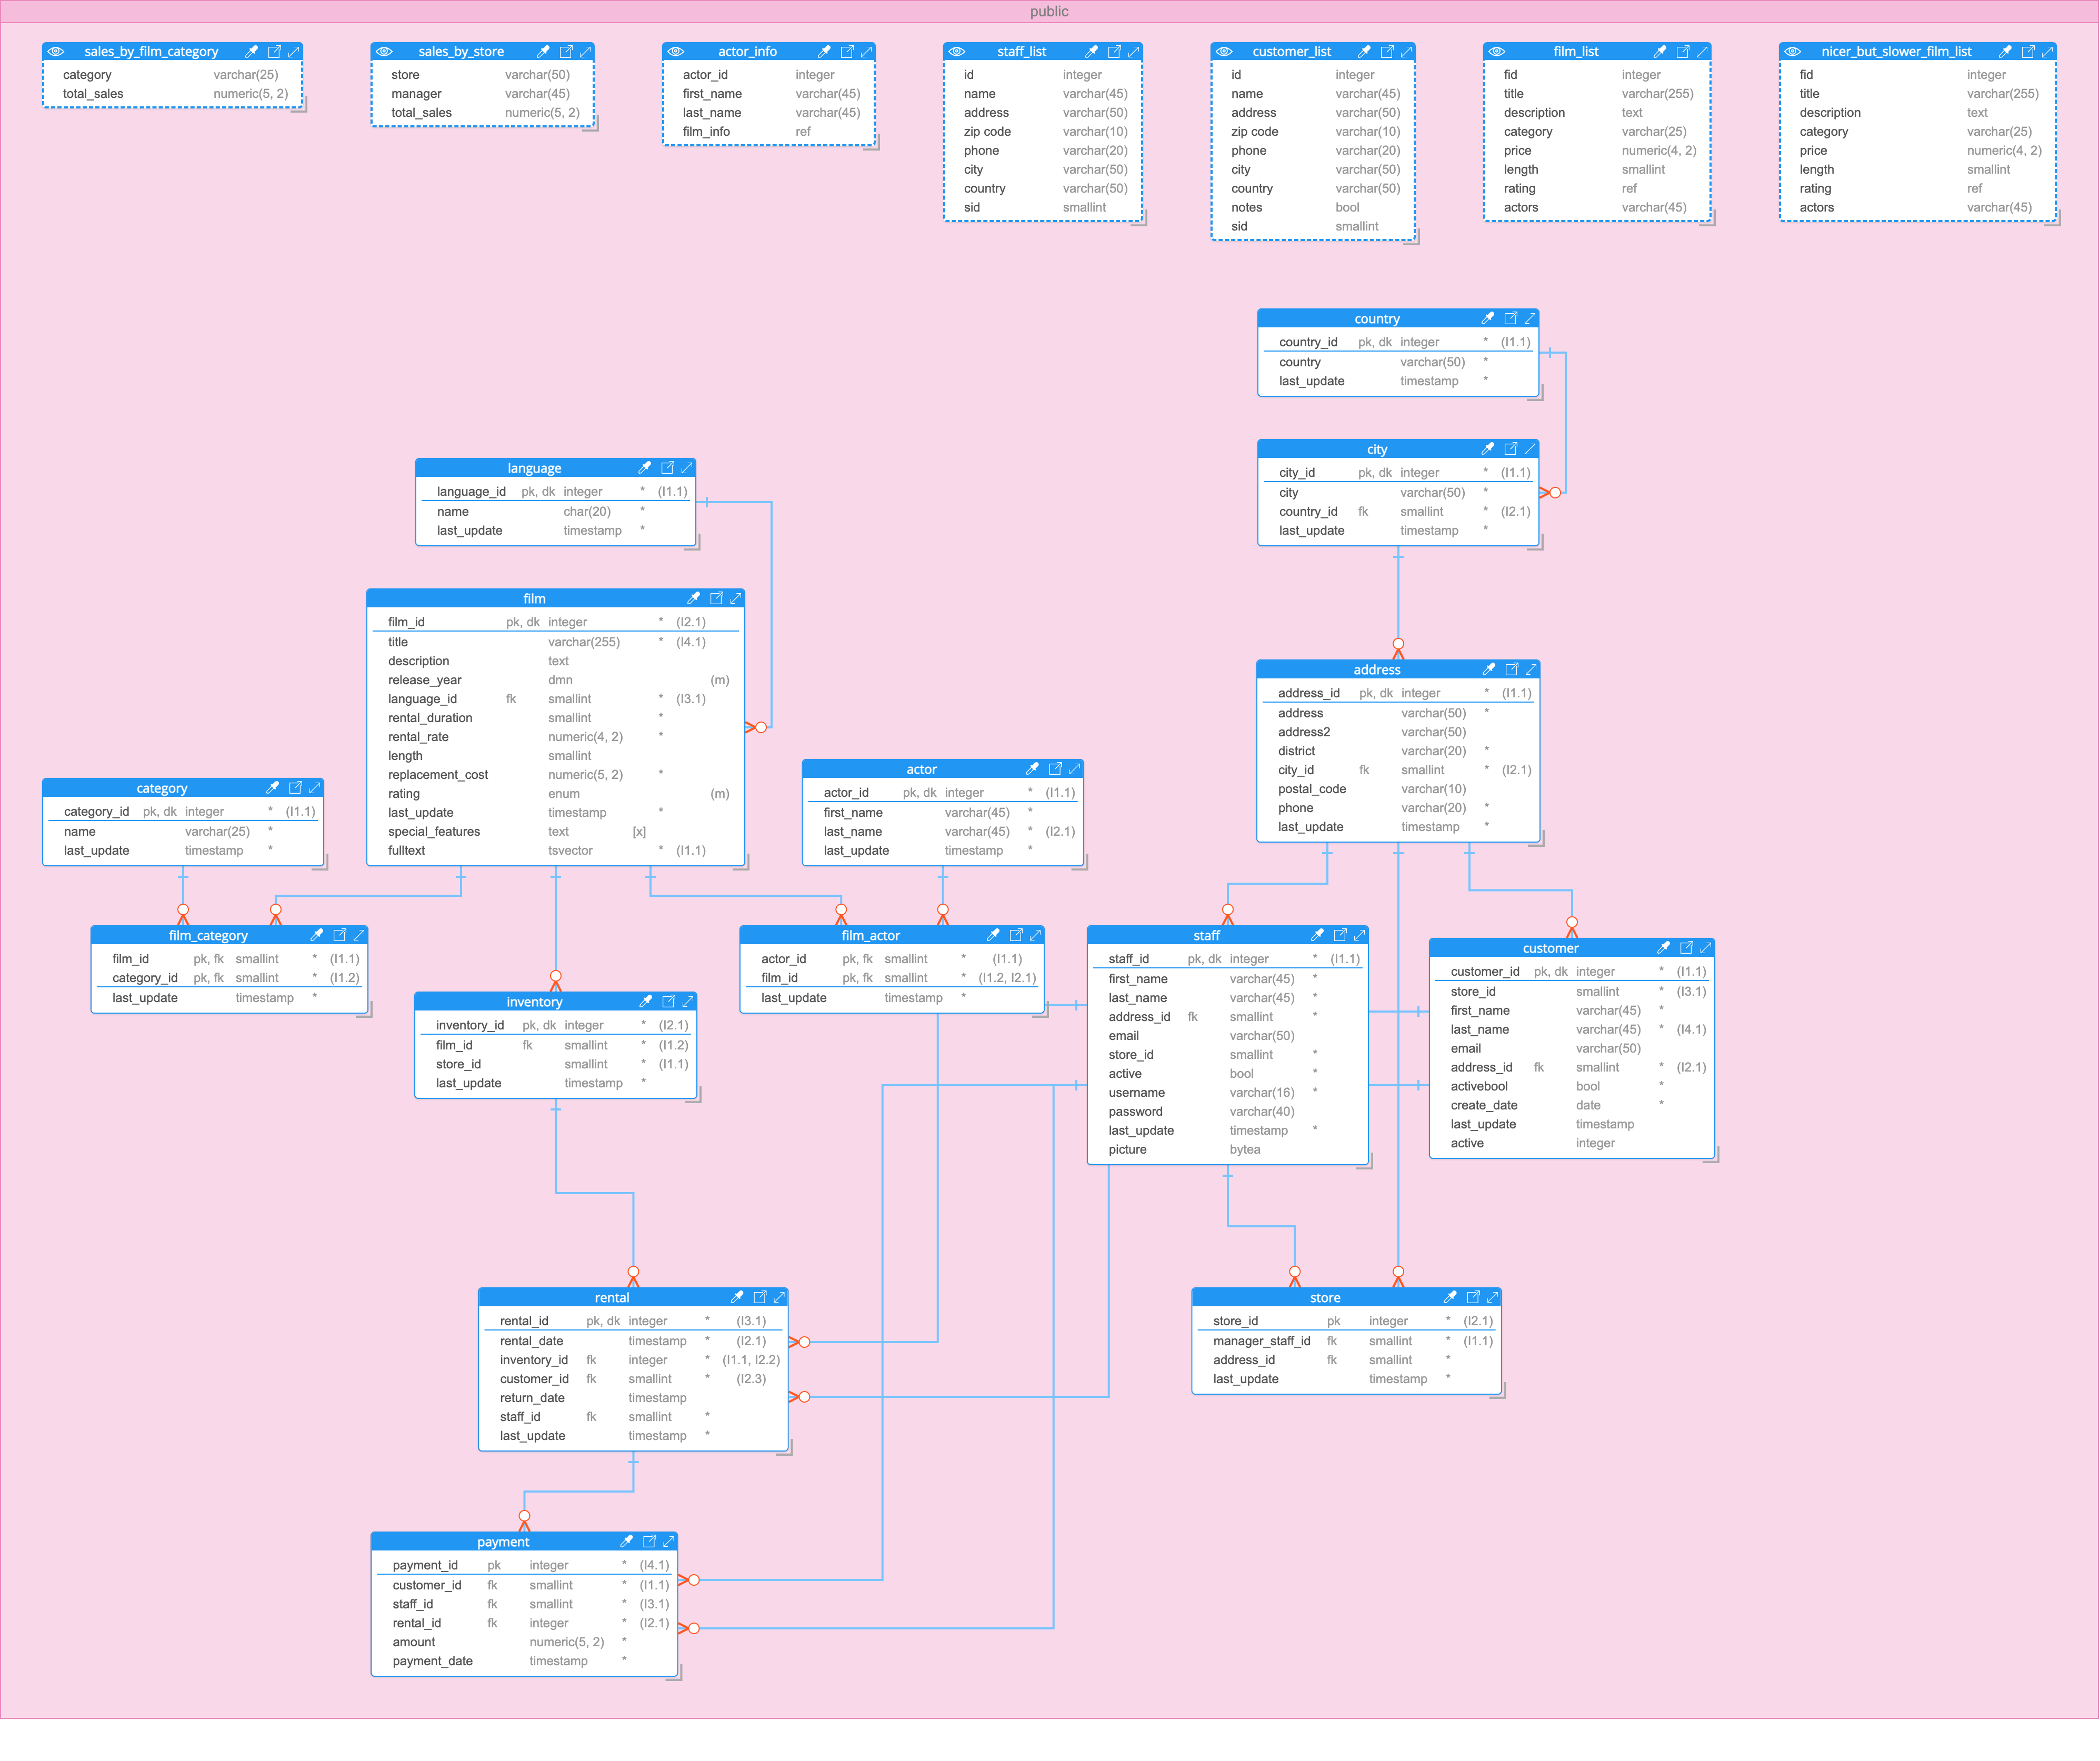 public
sales_by_film_category
category varchar(25)
total_sales numeric(5, 2)
sales_by_store
store varchar(50)
manager varchar(45)
total_sales numeric(5, 2)
actor_info
actor_id integer
first_name varchar(45)
last_name varchar(45)
film_info ref
staff_list
id integer
name varchar(45)
address varchar(50)
zip code varchar(10)
phone varchar(20)
city varchar(50)
country varchar(50)
sid smallint
customer_list
id integer
name varchar(45)
address varchar(50)
zip code varchar(10)
phone varchar(20)
city varchar(50)
country varchar(50)
notes bool
sid smallint
film_list
fid integer
title varchar(255)
description text
category varchar(25)
price numeric(4, 2)
length smallint
rating ref
actors varchar(45)
nicer_but_slower_film_list
fid integer
title varchar(255)
description text
category varchar(25)
price numeric(4, 2)
length smallint
rating ref
actors varchar(45)
country
country_id pk, dk integer * (I1.1)
country varchar(50) *
last_update timestamp *
city
city_id pk, dk integer * (I1.1)
city varchar(50) *
country_id fk smallint * (I2.1)
last_update timestamp *
language
language_id pk, dk integer * (I1.1)
name char(20) *
last_update timestamp *
film
film_id pk, dk integer * (I2.1)
title varchar(255) * (I4.1)
description text
release_year dmn (m)
language_id fk smallint * (I3.1)
rental_duration smallint *
rental_rate numeric(4, 2) *
length smallint
replacement_cost numeric(5, 2) *
rating enum (m)
last_update timestamp *
special_features text [x]
fulltext tsvector * (I1.1)
address
address_id pk, dk integer * (I1.1)
address varchar(50) *
address2 varchar(50)
district varchar(20) *
city_id fk smallint * (I2.1)
postal_code varchar(10)
phone varchar(20) *
last_update timestamp *
category
category_id pk, dk integer * (I1.1)
name varchar(25) *
last_update timestamp *
actor
actor_id pk, dk integer * (I1.1)
first_name varchar(45) *
last_name varchar(45) * (I2.1)
last_update timestamp *
film_category
film_id pk, fk smallint * (I1.1)
category_id pk, fk smallint * (I1.2)
last_update timestamp *
film_actor
actor_id pk, fk smallint * (I1.1)
film_id pk, fk smallint * (I1.2, I2.1)
last_update timestamp *
staff
staff_id pk, dk integer * (I1.1)
first_name varchar(45) *
last_name varchar(45) *
address_id fk smallint *
email varchar(50)
store_id smallint *
active bool *
username varchar(16) *
password varchar(40)
last_update timestamp *
picture bytea
customer
customer_id pk, dk integer * (I1.1)
store_id smallint * (I3.1)
first_name varchar(45) *
last_name varchar(45) * (I4.1)
email varchar(50)
address_id fk smallint * (I2.1)
activebool bool *
create_date date *
last_update timestamp
active integer
inventory
inventory_id pk, dk integer * (I2.1)
film_id fk smallint * (I1.2)
store_id smallint * (I1.1)
last_update timestamp *
rental
rental_id pk, dk integer * (I3.1)
rental_date timestamp * (I2.1)
inventory_id fk integer * (I1.1, I2.2)
customer_id fk smallint * (I2.3)
return_date timestamp
staff_id fk smallint *
last_update timestamp *
store
store_id pk integer * (I2.1)
manager_staff_id fk smallint * (I1.1)
address_id fk smallint *
last_update timestamp *
payment
payment_id pk integer * (I4.1)
customer_id fk smallint * (I1.1)
staff_id fk smallint * (I3.1)
rental_id fk integer * (I2.1)
amount numeric(5, 2) *
payment_date timestamp *